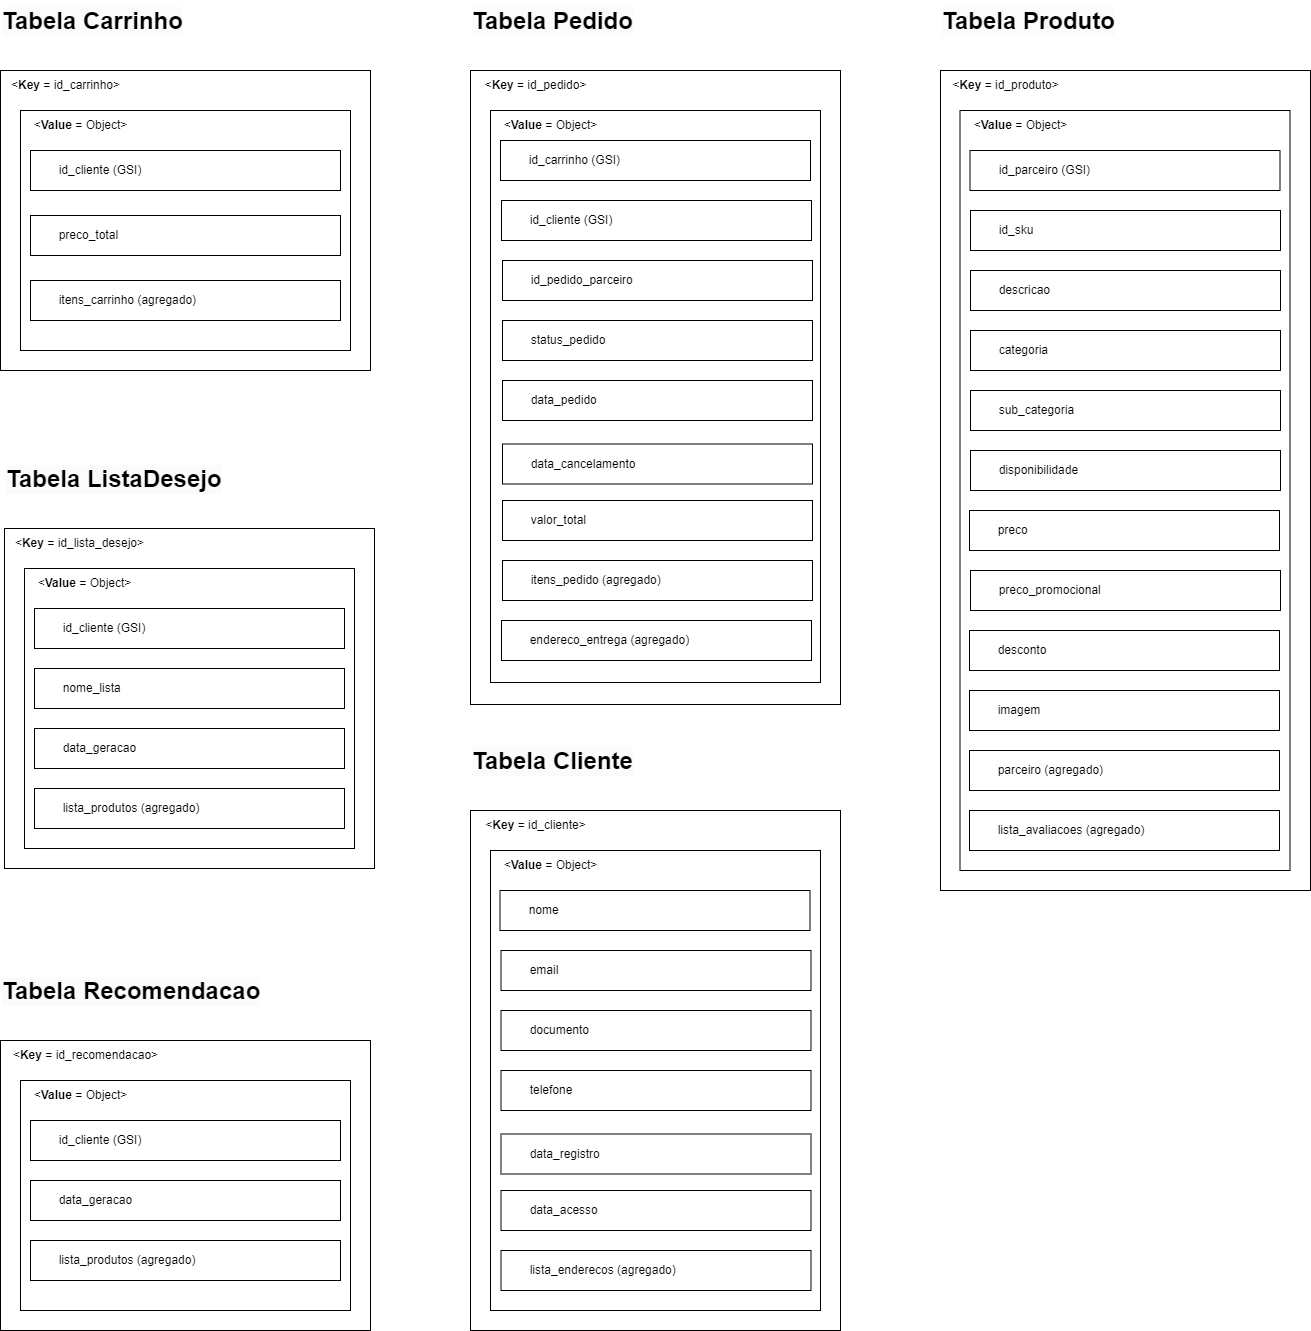 Tabela Carrinho
<Key = id_carrinho>
<Value = Object>
id_cliente (GSI)
preco_total
itens_carrinho (agregado)
Tabela ListaDesejo
<Key = id_lista_desejo>
<Value = Object>
id_cliente (GSI)
nome_lista
data_geracao
lista_produtos (agregado)
Tabela Recomendacao
<Key = id_recomendacao>
<Value = Object>
id_cliente (GSI)
data_geracao
lista_produtos (agregado)
Tabela Pedido
<Key = id_pedido>
<Value = Object>
id_carrinho (GSI)
id_cliente (GSI)
id_pedido_parceiro
status_pedido
data_pedido
data_cancelamento
valor_total
itens_pedido (agregado)
endereco_entrega (agregado)
Tabela Cliente
<Key = id_cliente>
<Value = Object>
nome
email
documento
telefone
data_registro
data_acesso
lista_enderecos (agregado)
Tabela Produto
<Key = id_produto>
<Value = Object>
id_parceiro (GSI)
id_sku
descricao
categoria
sub_categoria
disponibilidade
preco
preco_promocional
desconto
imagem
parceiro (agregado)
lista_avaliacoes (agregado)